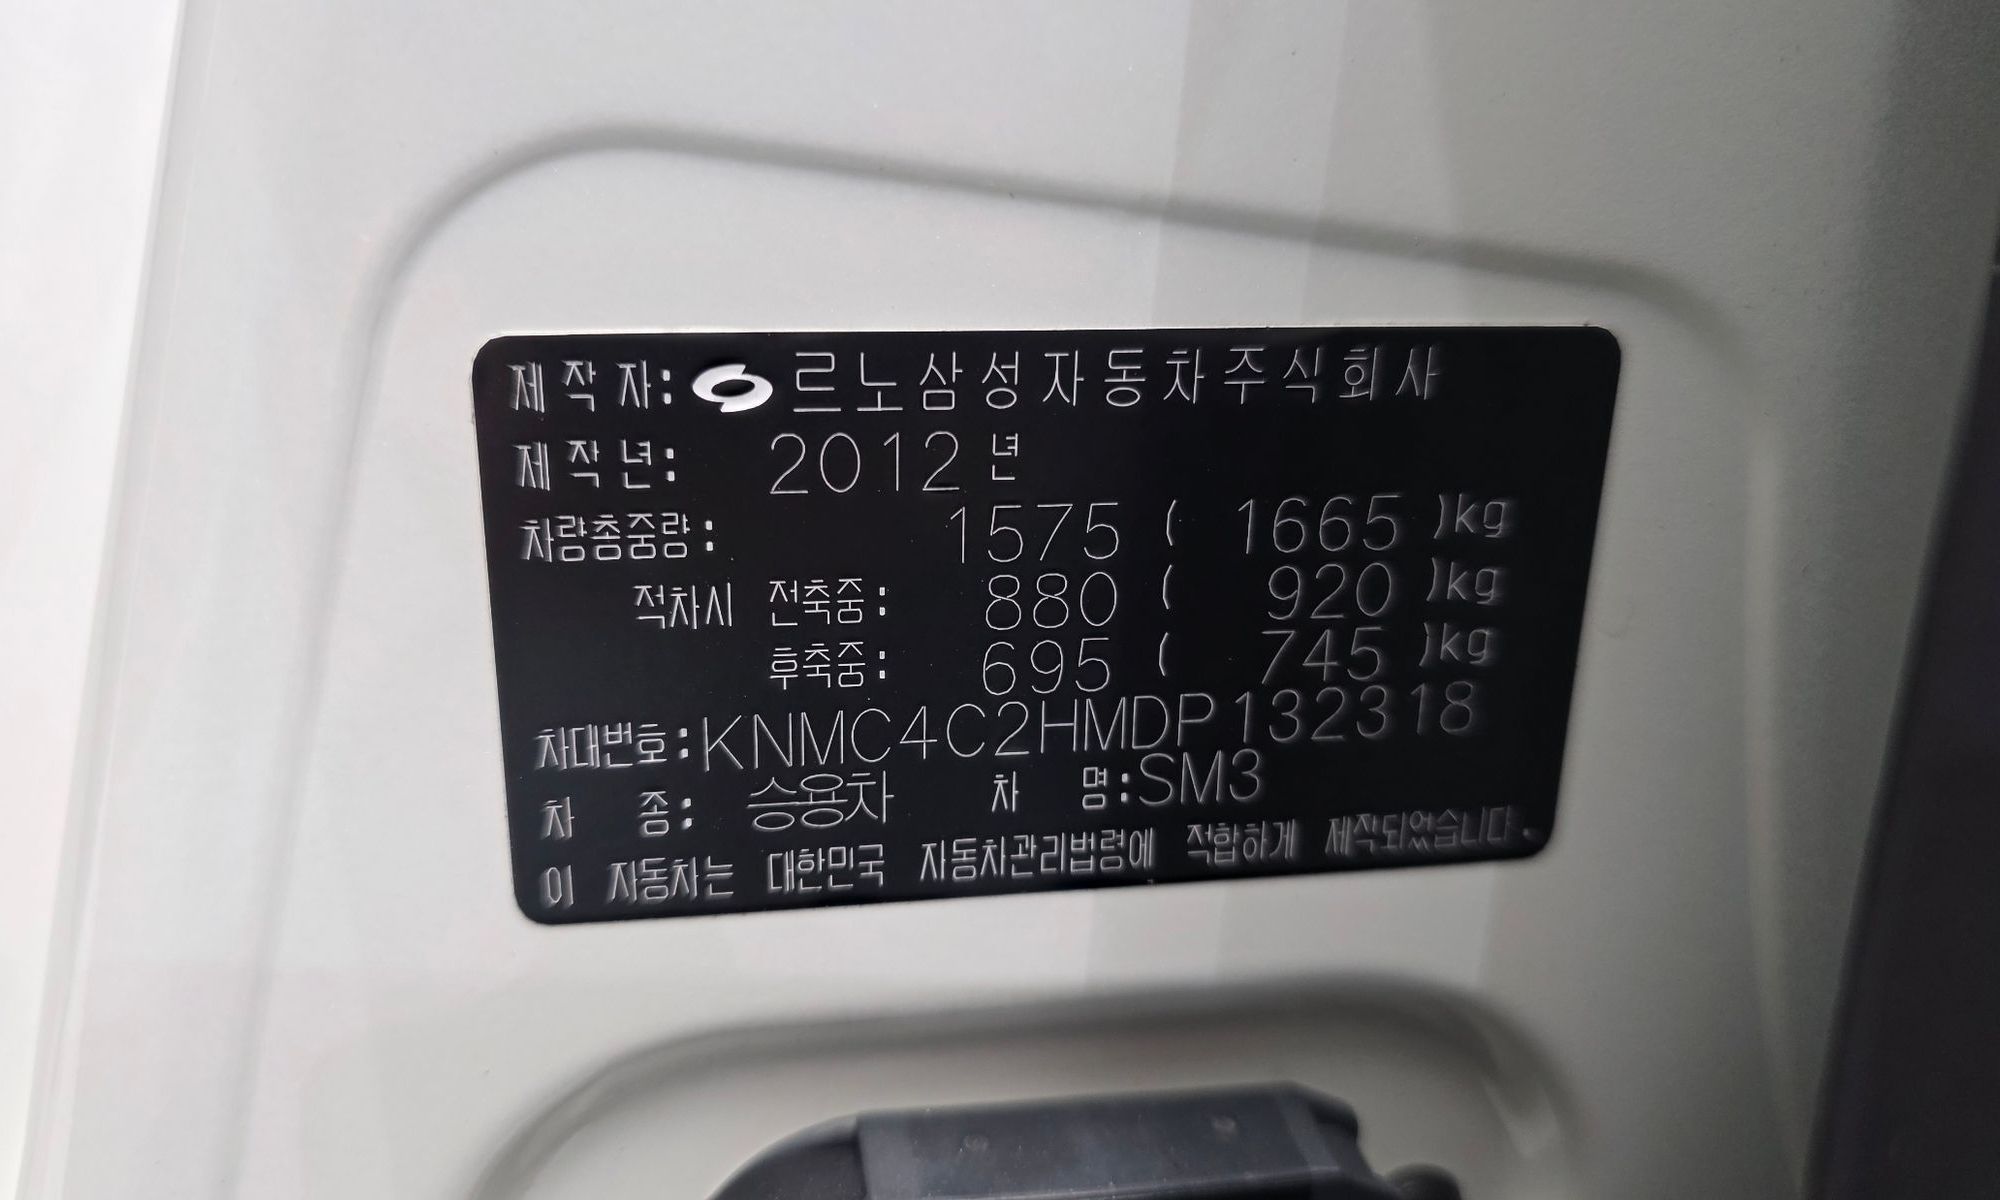 제 작 자: 르노삼성자동차주식회사
제 작 년: 2012 년
차량총중량: 1575 ( 1665 )kg
적차시 전축중: 880 ( 920 )kg
후축중: 695 ( 745 )kg
차대번호:KNMC4C2HMDP132318
차 종: 승용차 차 명:SM3
이 자동차는 대한민국 자동차관리법령에 적합하게 제작되었습니다.